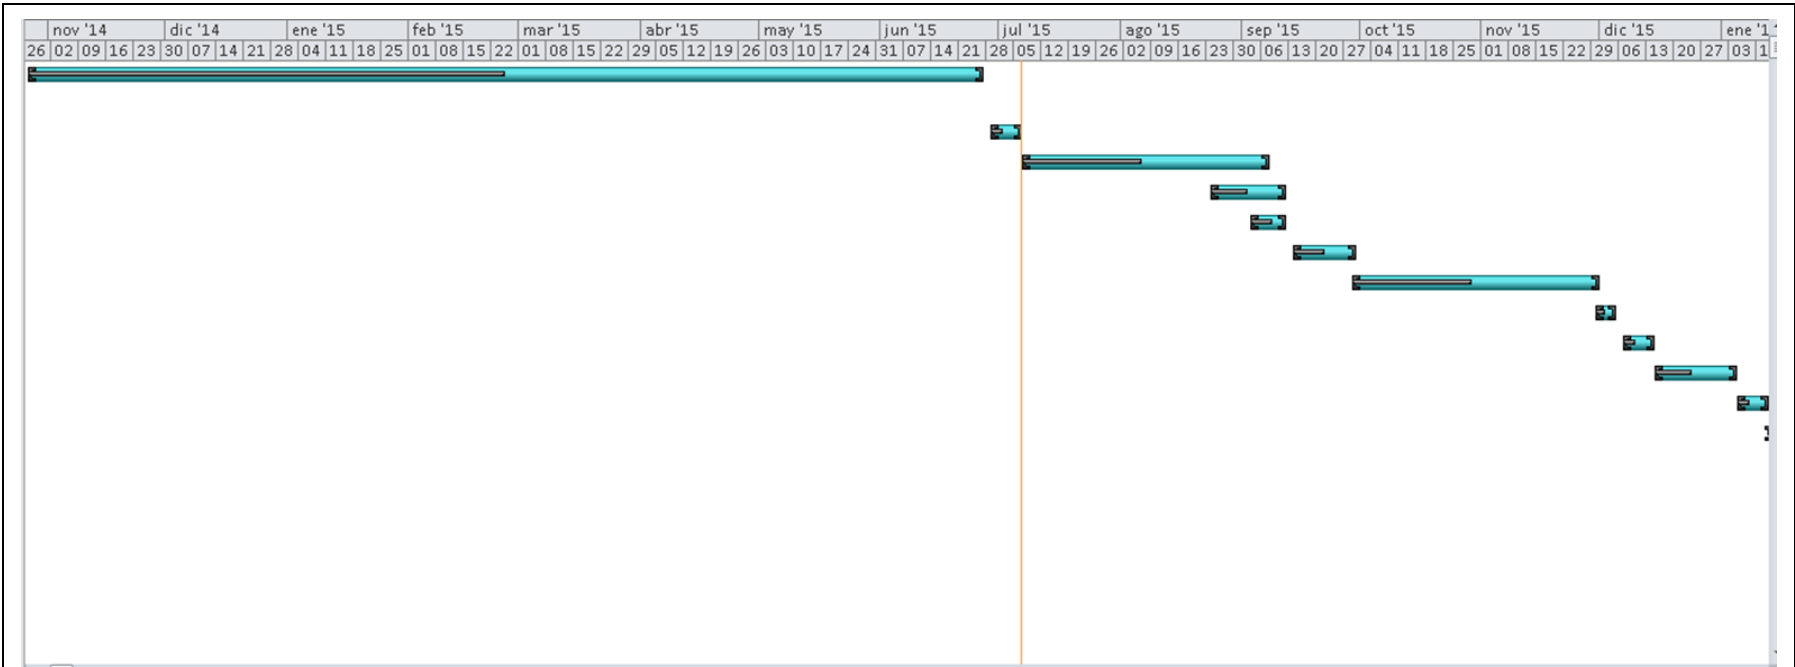 nov '14 dic '14 ene '15 feb '15 mar '15 abr '15 may '15 jun '15 jul '15 ago '15 sep '15 oct '15 nov '15 dic '15 ene '1
26 02 09 16 23 30 07 14 21 28 04 11 18 25 01 08 15 22 01 08 15 22 29 05 12 19 26 03 10 17 24 31 07 14 21 28 05 12 19 26 02 09 16 23 30 06 13 20 27 04 11 18 25 01 08 15 22 29 06 13 20 27 03 1